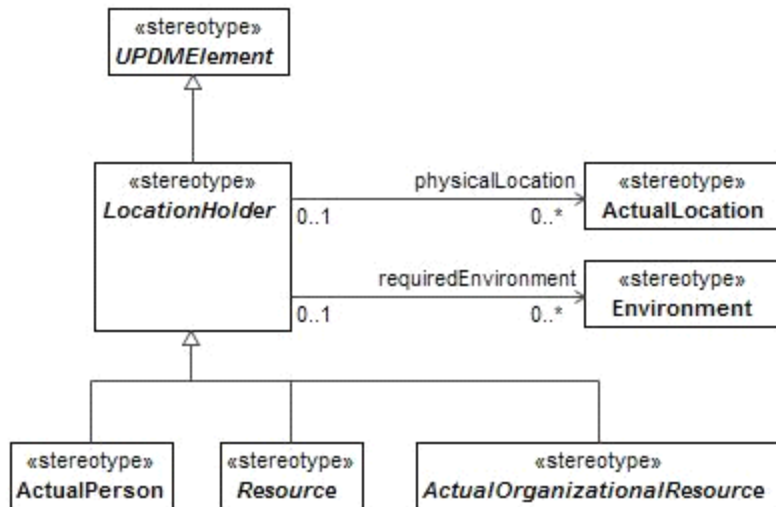 «stereotype»
UPDMElement
«stereotype»
LocationHolder
physicalLocation
0..1
0..*
«stereotype»
ActualLocation
requiredEnvironment
0..1
0..*
«stereotype»
Environment
«stereotype»
ActualPerson
«stereotype»
Resource
«stereotype»
ActualOrganizationalResource